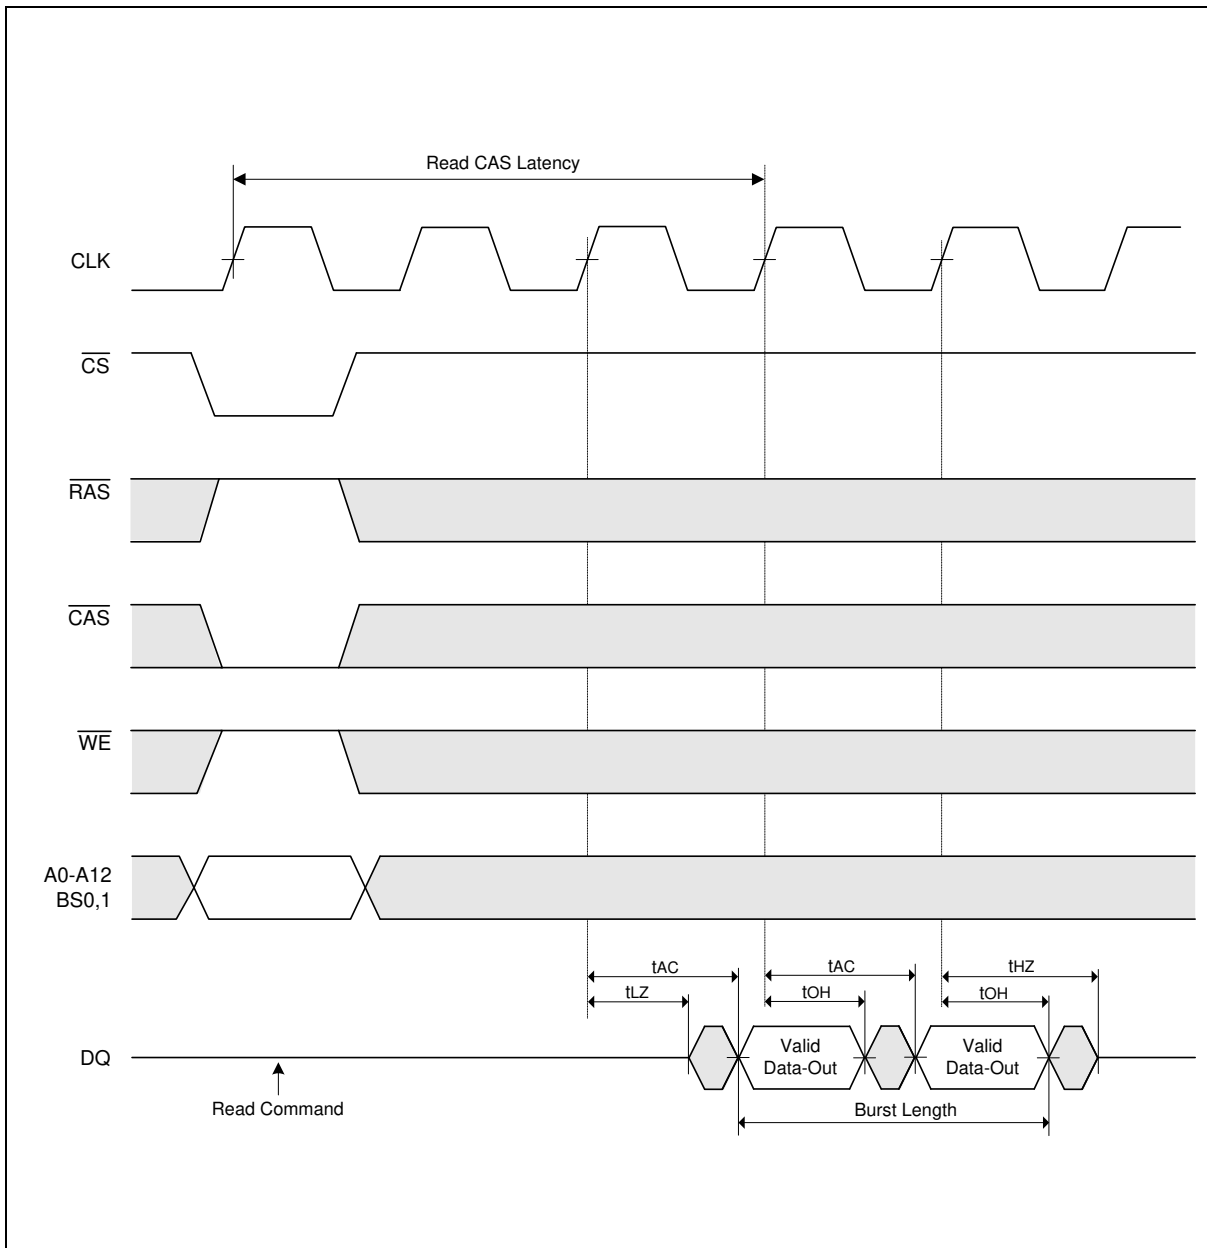 Read CAS Latency
CLK
CS
RAS
CAS
WE
A0-A12
BS0,1
tAC
tAC
tHZ
tLZ
tOH
tOH
DQ
Valid
Data-Out
Valid
Data-Out
Read Command
Burst Length